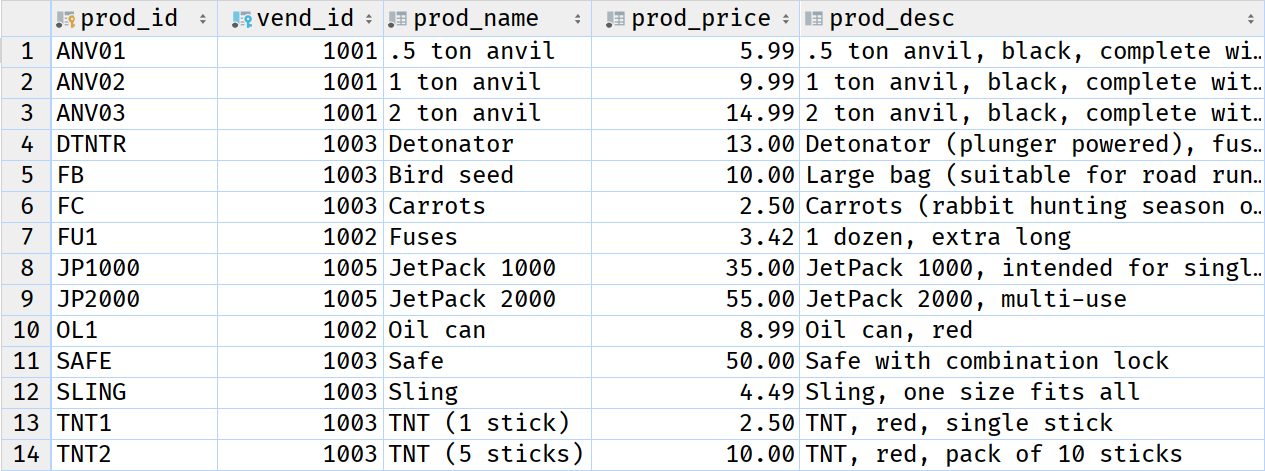 prod_id vend_id prod_name prod_price prod_desc
1 ANV01 1001 .5 ton anvil 5.99 .5 ton anvil, black, complete wi…
2 ANV02 1001 1 ton anvil 9.99 1 ton anvil, black, complete wit…
3 ANV03 1001 2 ton anvil 14.99 2 ton anvil, black, complete wit…
4 DTNTR 1003 Detonator 13.00 Detonator (plunger powered), fus…
5 FB 1003 Bird seed 10.00 Large bag (suitable for road run…
6 FC 1003 Carrots 2.50 Carrots (rabbit hunting season o…
7 FU1 1002 Fuses 3.42 1 dozen, extra long
8 JP1000 1005 JetPack 1000 35.00 JetPack 1000, intended for singl…
9 JP2000 1005 JetPack 2000 55.00 JetPack 2000, multi-use
10 OL1 1002 Oil can 8.99 Oil can, red
11 SAFE 1003 Safe 50.00 Safe with combination lock
12 SLING 1003 Sling 4.49 Sling, one size fits all
13 TNT1 1003 TNT (1 stick) 2.50 TNT, red, single stick
14 TNT2 1003 TNT (5 sticks) 10.00 TNT, red, pack of 10 sticks